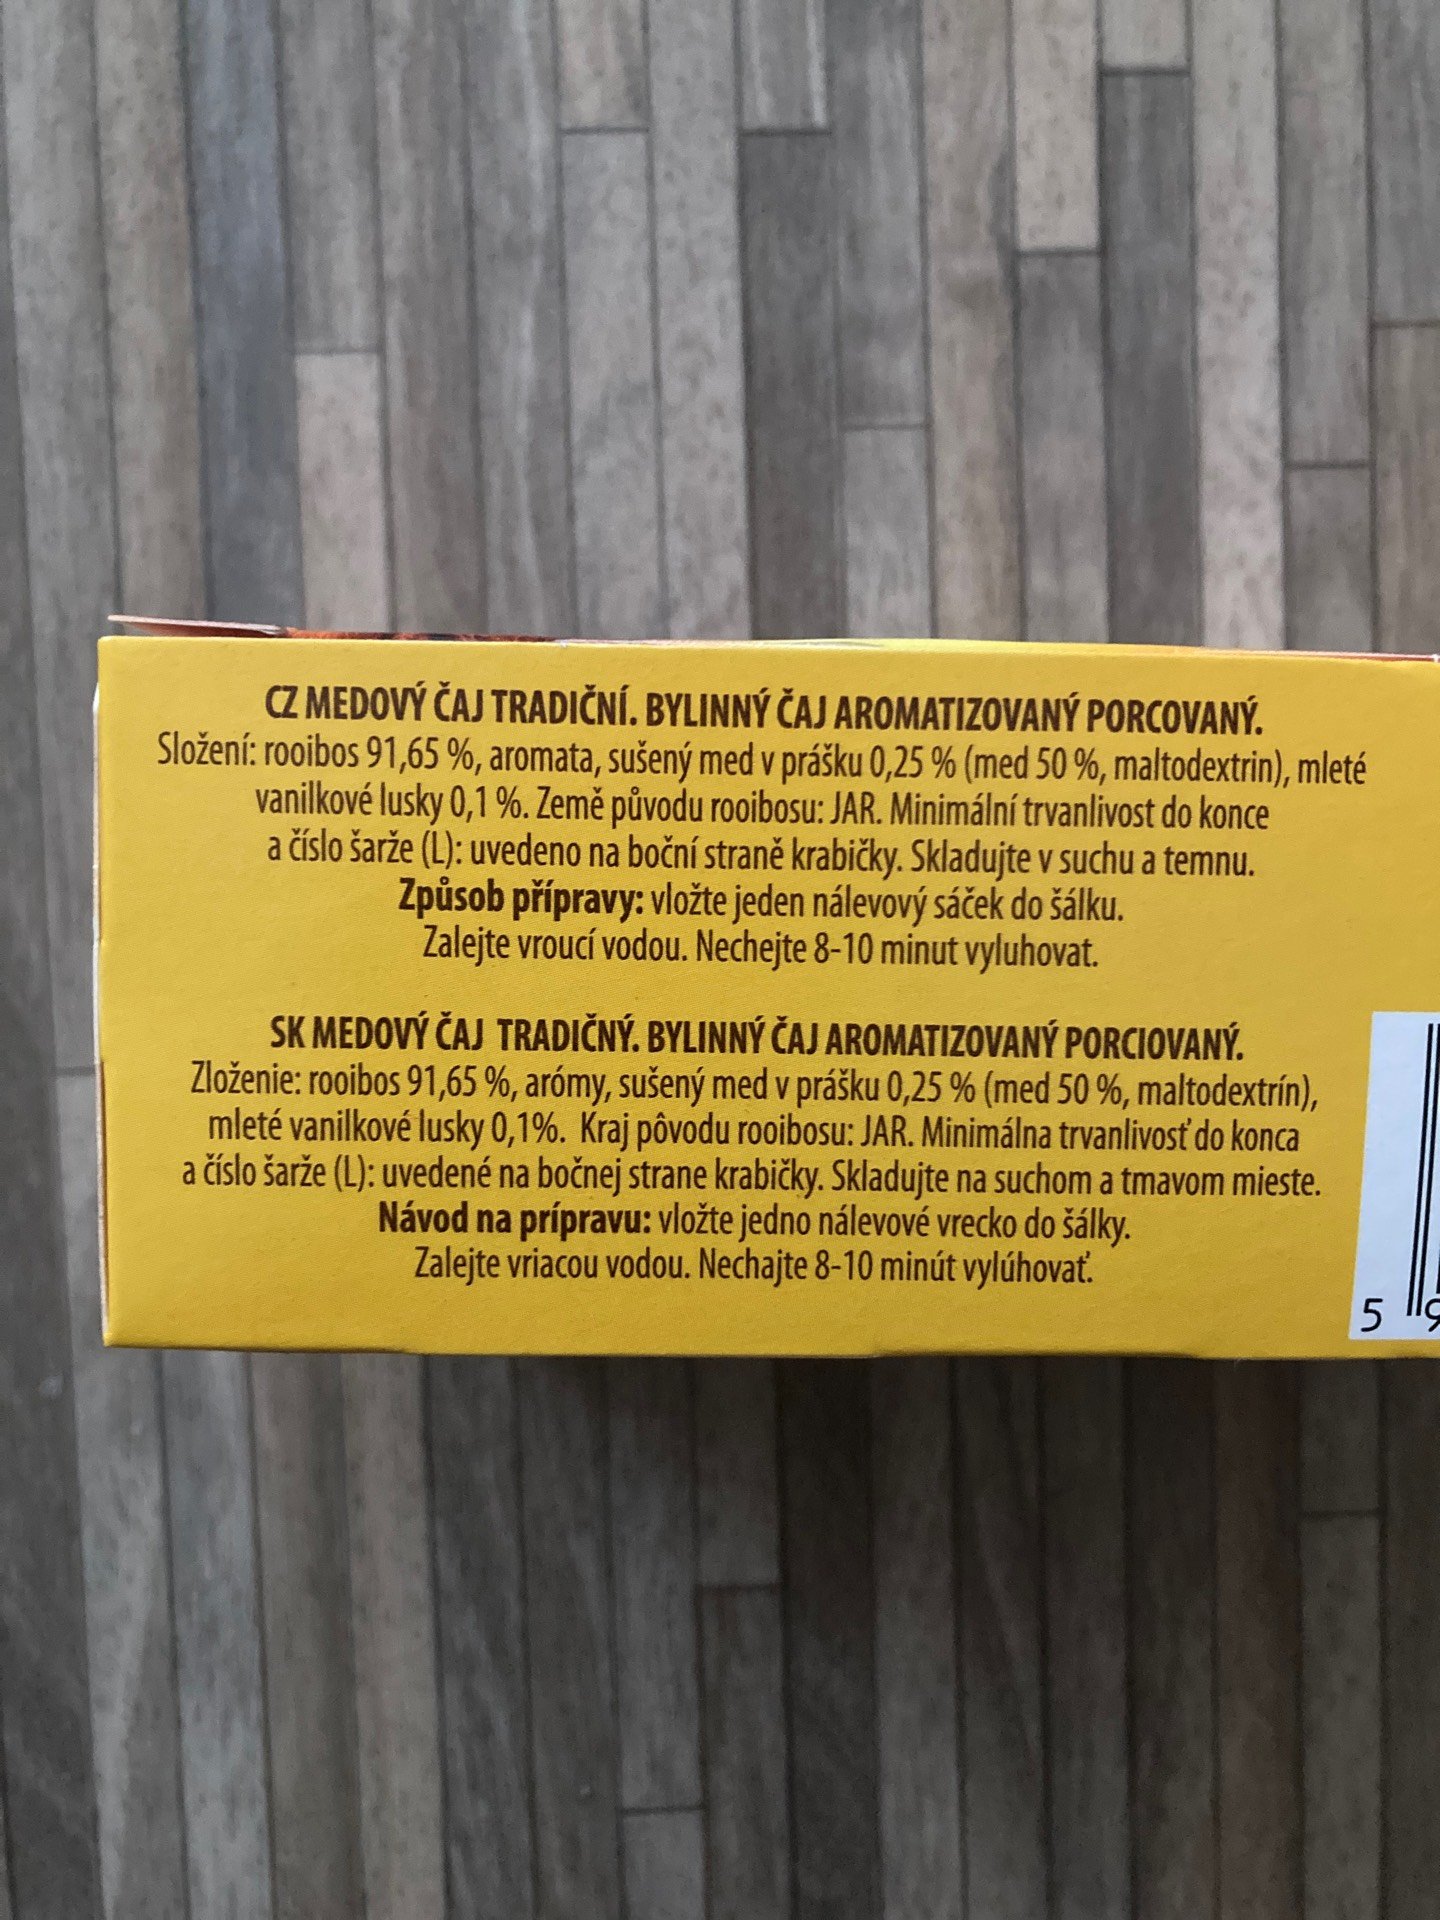 CZ MEDOVÝ ČAJ TRADIČNÍ. BYLINNÝ ČAJ AROMATIZOVANÝ PORCOVANÝ.
Složení: rooibos 91,65 %, aromata, sušený med v prášku 0,25 % (med 50 %, maltodextrin), mleté
vanilkové lusky 0,1 %. Země původu rooibosu: JAR. Minimální trvanlivost do konce
a číslo šarže (L): uvedeno na boční straně krabičky. Skladujte v suchu a temnu.
Způsob přípravy: vložte jeden nálevový sáček do šálku.
Zalejte vroucí vodou. Nechejte 8-10 minut vyluhovat.
SK MEDOVÝ ČAJ TRADIČNÝ. BYLINNÝ ČAJ AROMATIZOVANÝ PORCIOVANÝ.
Zloženie: rooibos 91,65 %, arómy, sušený med v prášku 0,25 % (med 50 %, maltodextrín),
mleté vanilkové lusky 0,1%. Kraj pôvodu rooibosu: JAR. Minimálna trvanlivosť do konca
a číslo šarže (L): uvedené na bočnej strane krabičky. Skladujte na suchom a tmavom mieste.
Návod na prípravu: vložte jedno nálevové vrecko do šálky.
Zalejte vriacou vodou. Nechajte 8-10 minút vylúhovať.
5 9